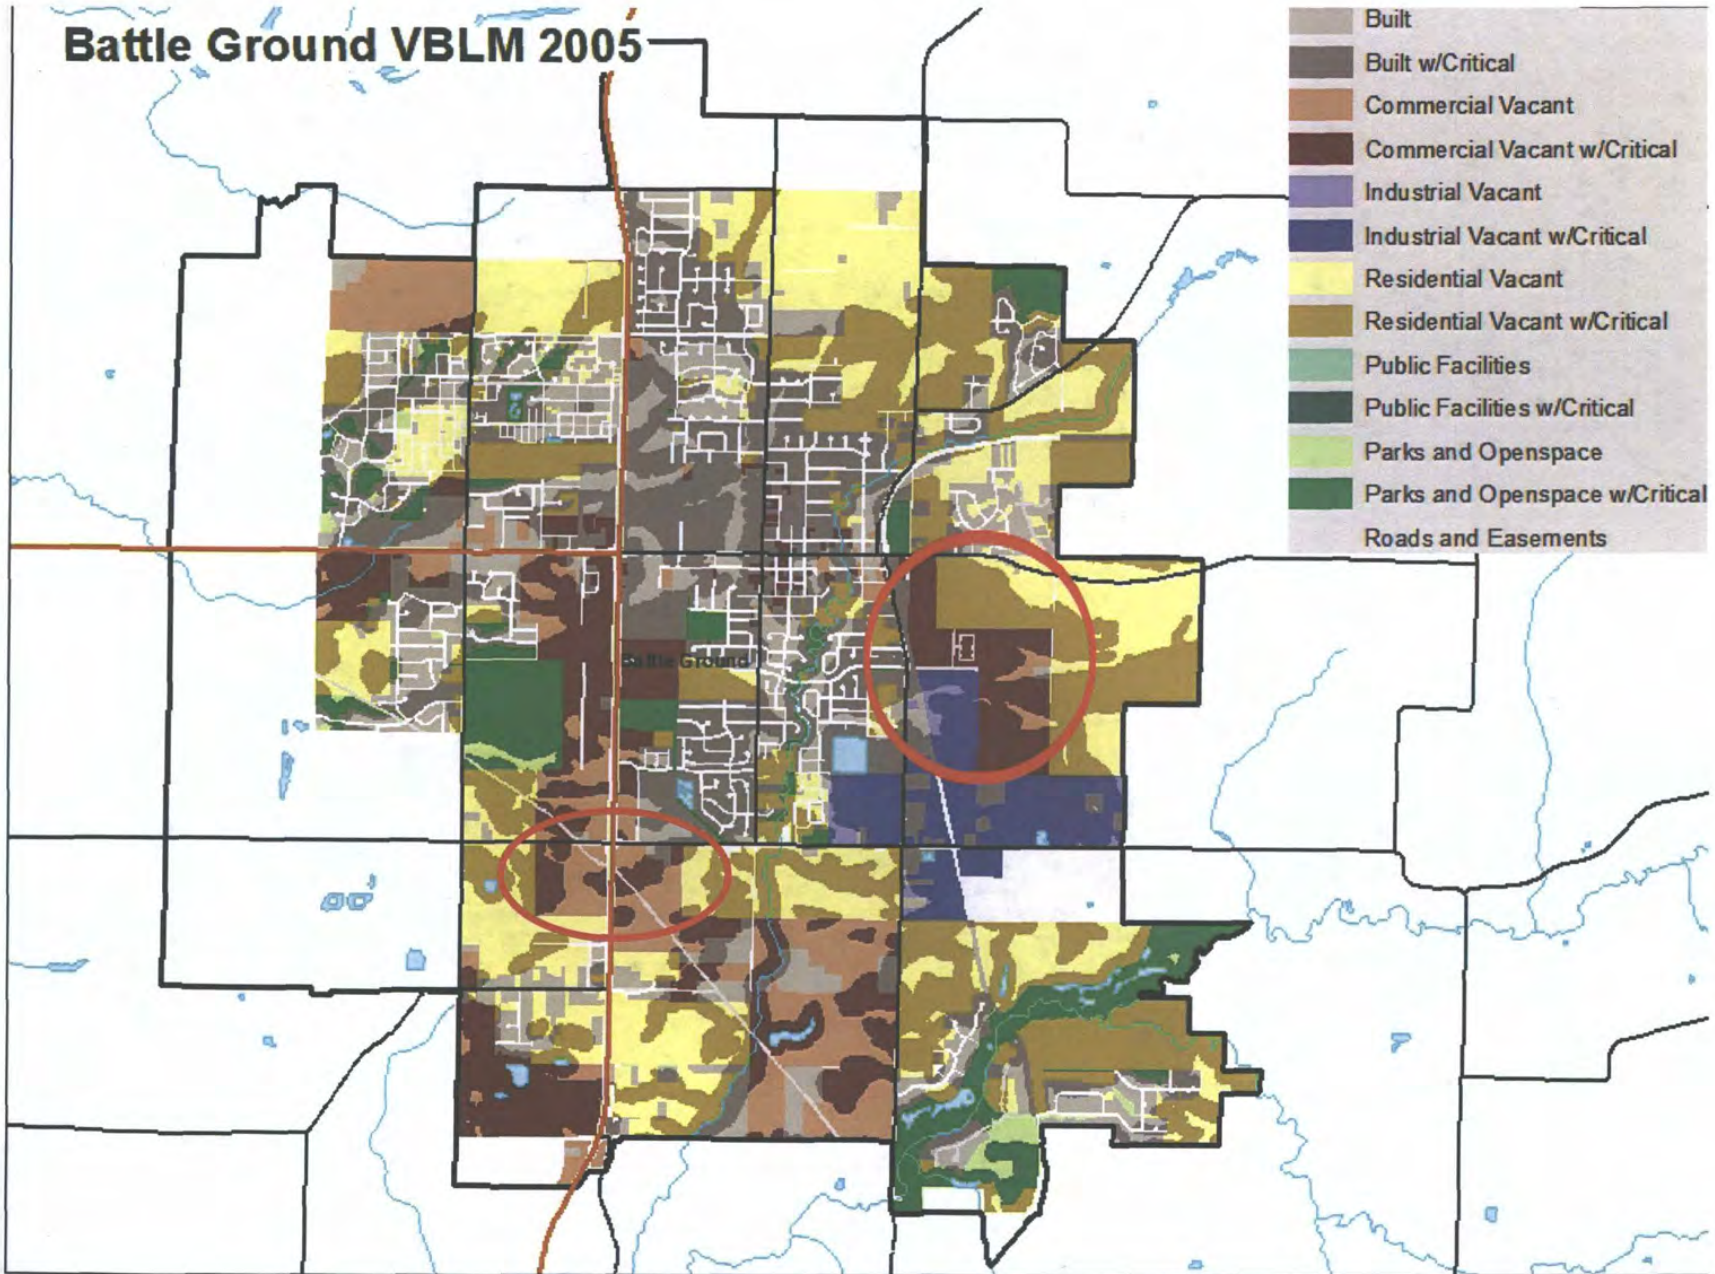 Battle Ground VBLM 2005
Built
Built w/Critical
Commercial Vacant
Commercial Vacant w/Critical
Industrial Vacant
Industrial Vacant w/Critical
Residential Vacant
Residential Vacant w/Critical
Public Facilities
Public Facilities w/Critical
Parks and Openspace
Parks and Openspace w/Critical
Roads and Easements
Battle Ground